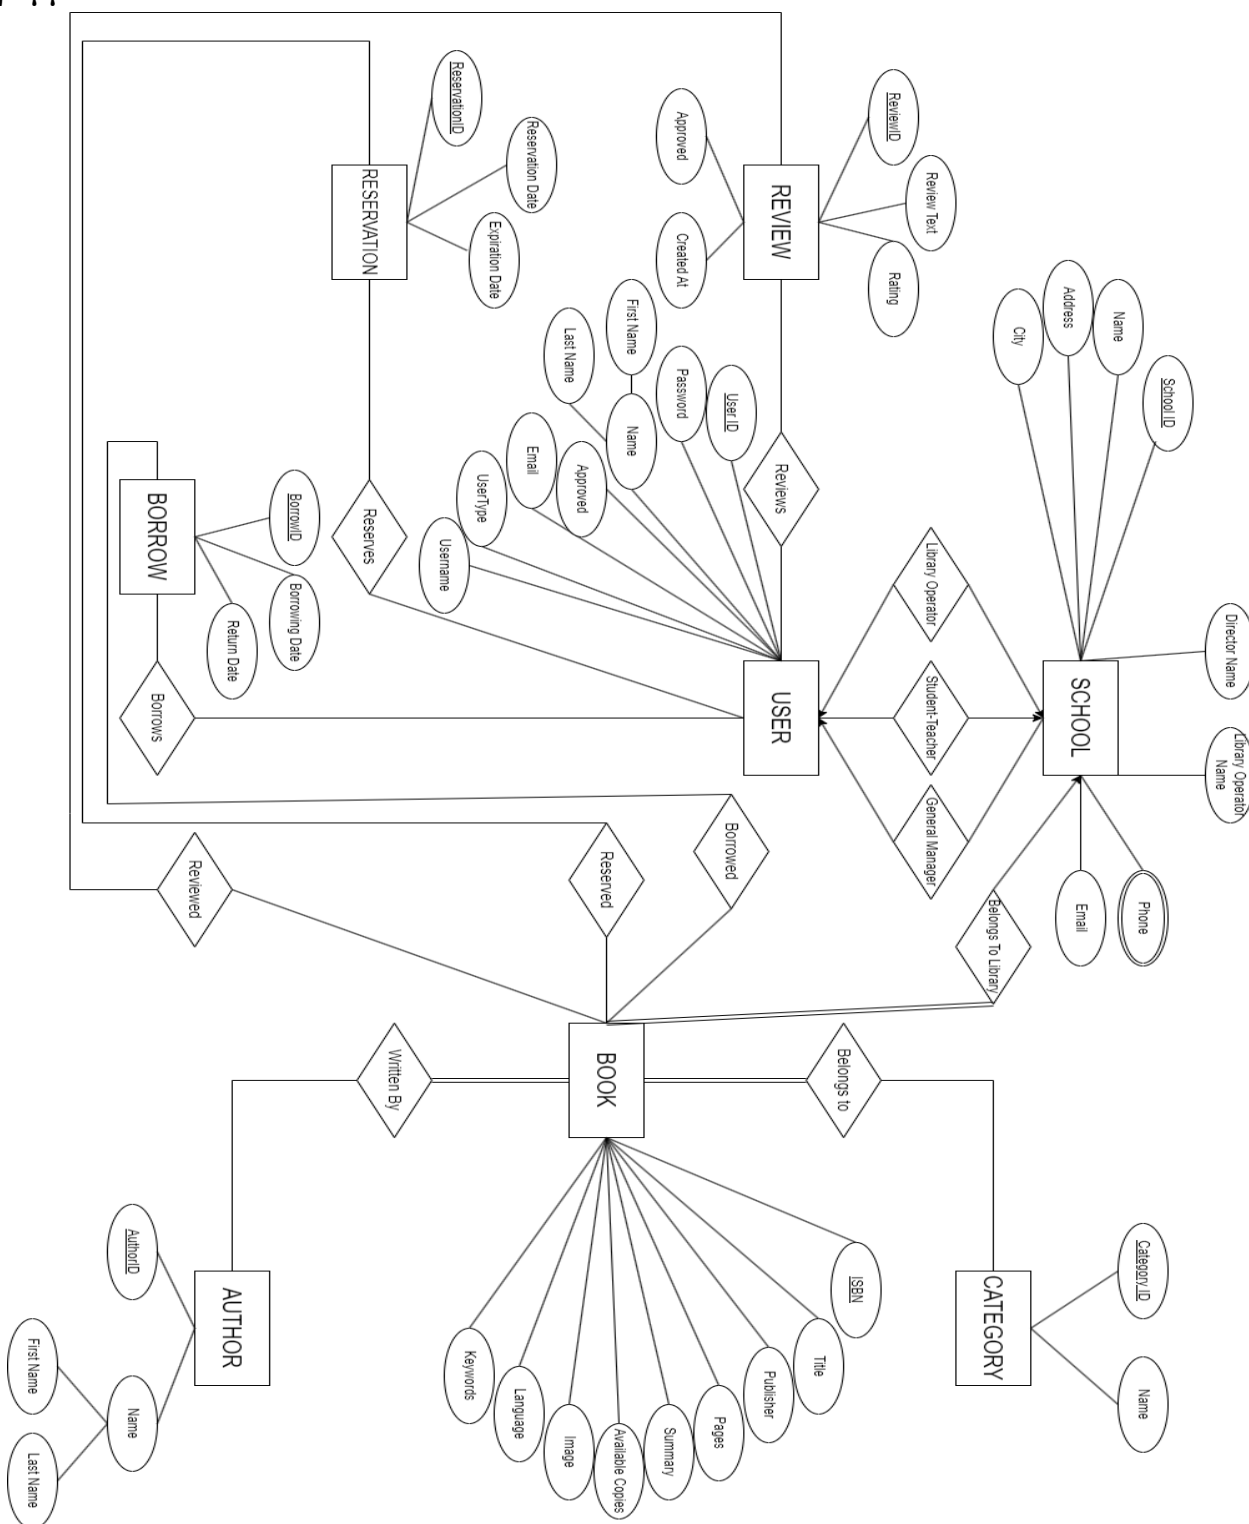 Director Name
Library Operator
Name
School ID
Phone
Category ID
Name
Name
SCHOOL
Email
Address
City
Belongs To Library
CATEGORY
Review Text
Library Operator
Student-Teacher
General Manager
ReviewID
Rating
ISBN
Belongs to
Title
REVIEW
Reviews
USER
Publisher
User ID
Borrowed
Pages
Approved
Created At
Password
Summary
First Name
Name
Available Copies
Reserved
BOOK
Approved
Last Name
Image
Reservation Date
Email
Language
Expiration Date
UserType
Keywords
ReservationID
Username
Written By
RESERVATION
Reserves
BorrowID
Borrowing Date
Return Date
AUTHOR
Reviewed
BORROW
Borrows
AuthorID
Name
First Name
Last Name